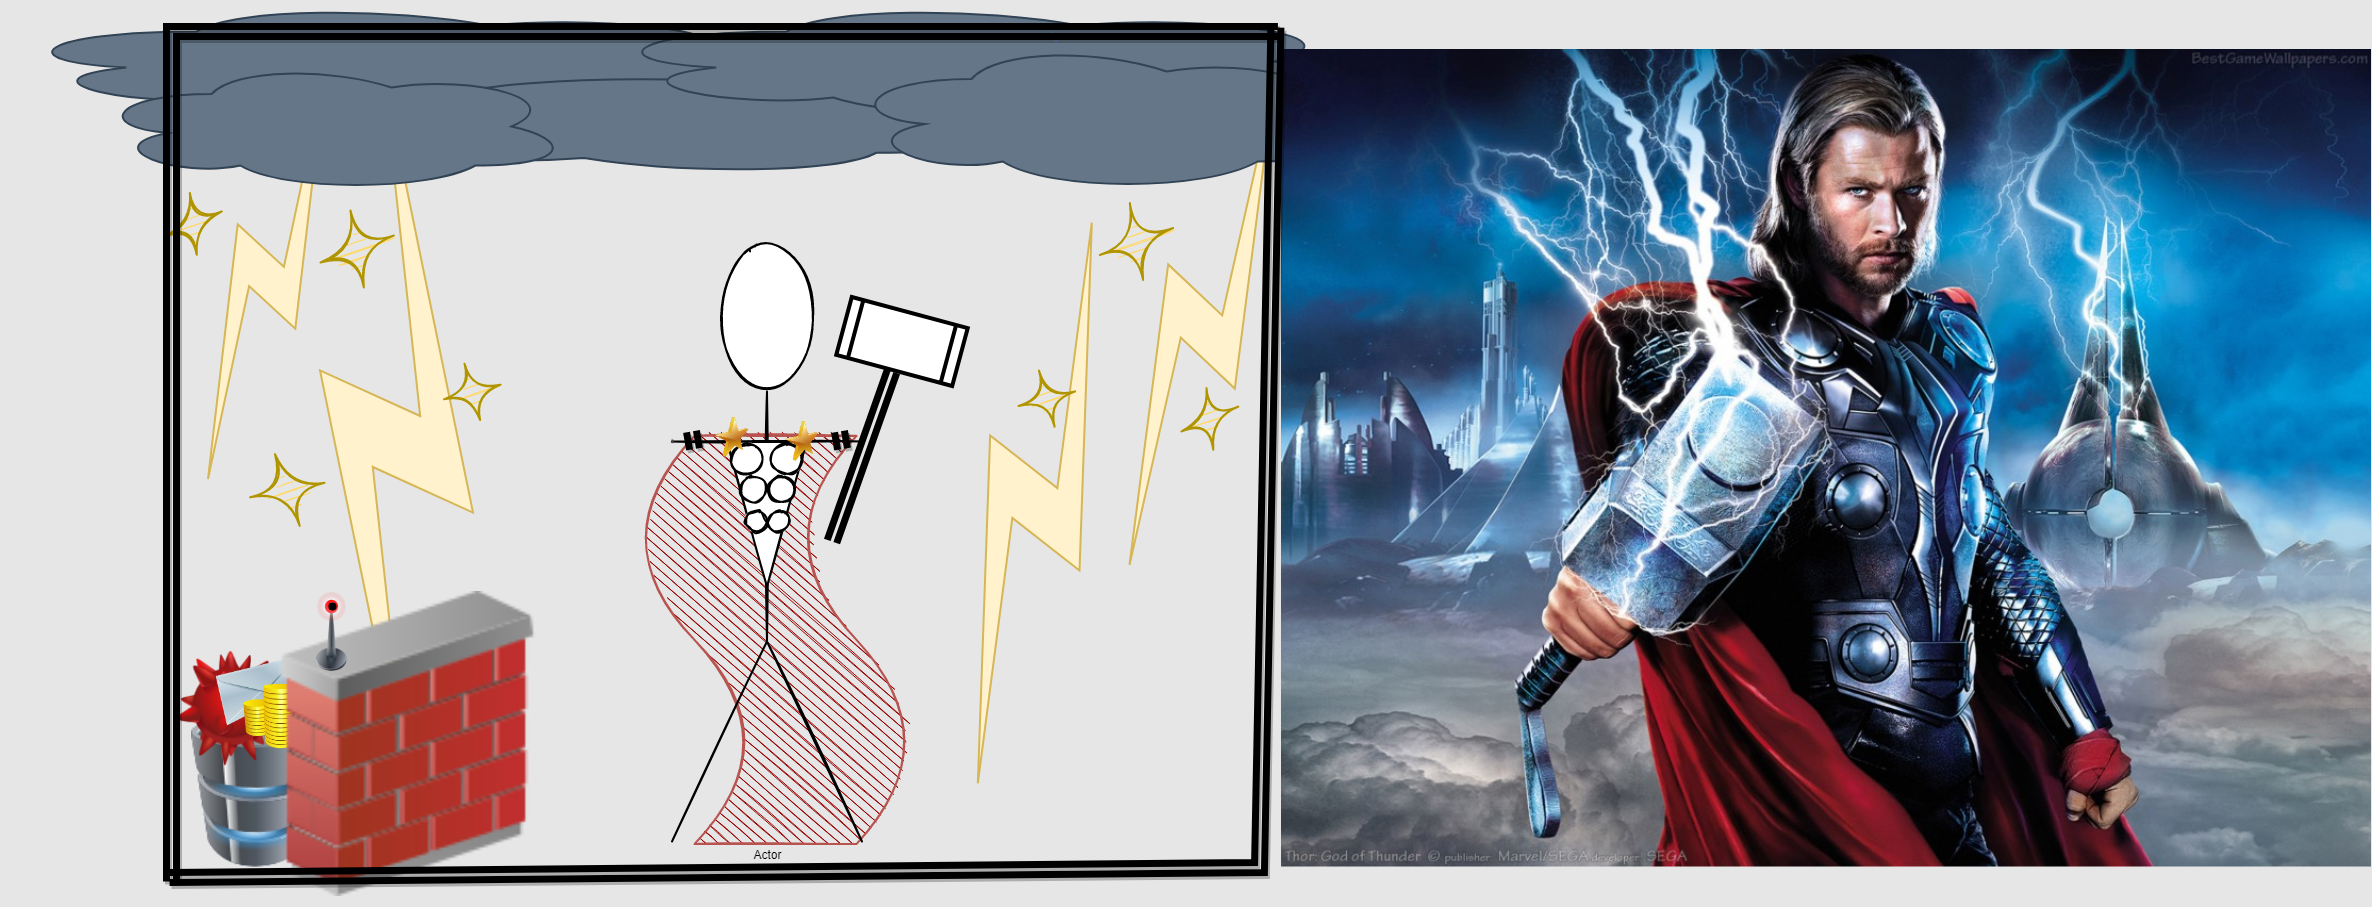 BestGameWallpapers.com
Actor
Thor: God of Thunder © publisher Marvel/SEGA developer SEGA